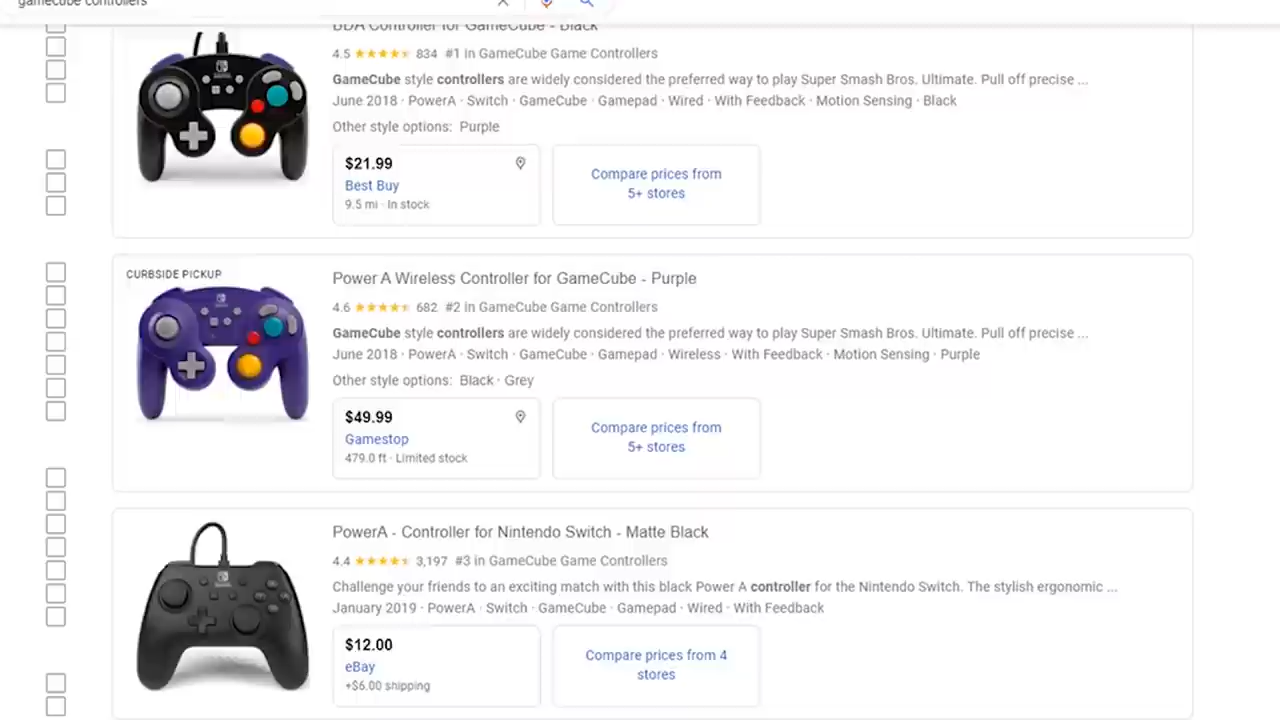 gamecube controllers
BDA Controller for GameCube - Black
4.5 834 #1 in GameCube Game Controllers
GameCube style controllers are widely considered the preferred way to play Super Smash Bros. Ultimate. Pull off precise ...
June 2018 · PowerA · Switch · GameCube · Gamepad · Wired · With Feedback · Motion Sensing · Black
Other style options: Purple
$21.99
Best Buy
9.5 mi · In stock
Compare prices from
5+ stores
CURBSIDE PICKUP
Power A Wireless Controller for GameCube - Purple
4.6 682 #2 in GameCube Game Controllers
GameCube style controllers are widely considered the preferred way to play Super Smash Bros. Ultimate. Pull off precise ...
June 2018 · PowerA · Switch · GameCube · Gamepad · Wireless · With Feedback · Motion Sensing · Purple
Other style options: Black · Grey
$49.99
Gamestop
479.0 ft · Limited stock
Compare prices from
5+ stores
PowerA - Controller for Nintendo Switch - Matte Black
4.4 3,197 #3 in GameCube Game Controllers
Challenge your friends to an exciting match with this black Power A controller for the Nintendo Switch. The stylish ergonomic ...
January 2019 · PowerA · Switch · GameCube · Gamepad · Wired · With Feedback
$12.00
eBay
+$6.00 shipping
Compare prices from 4
stores